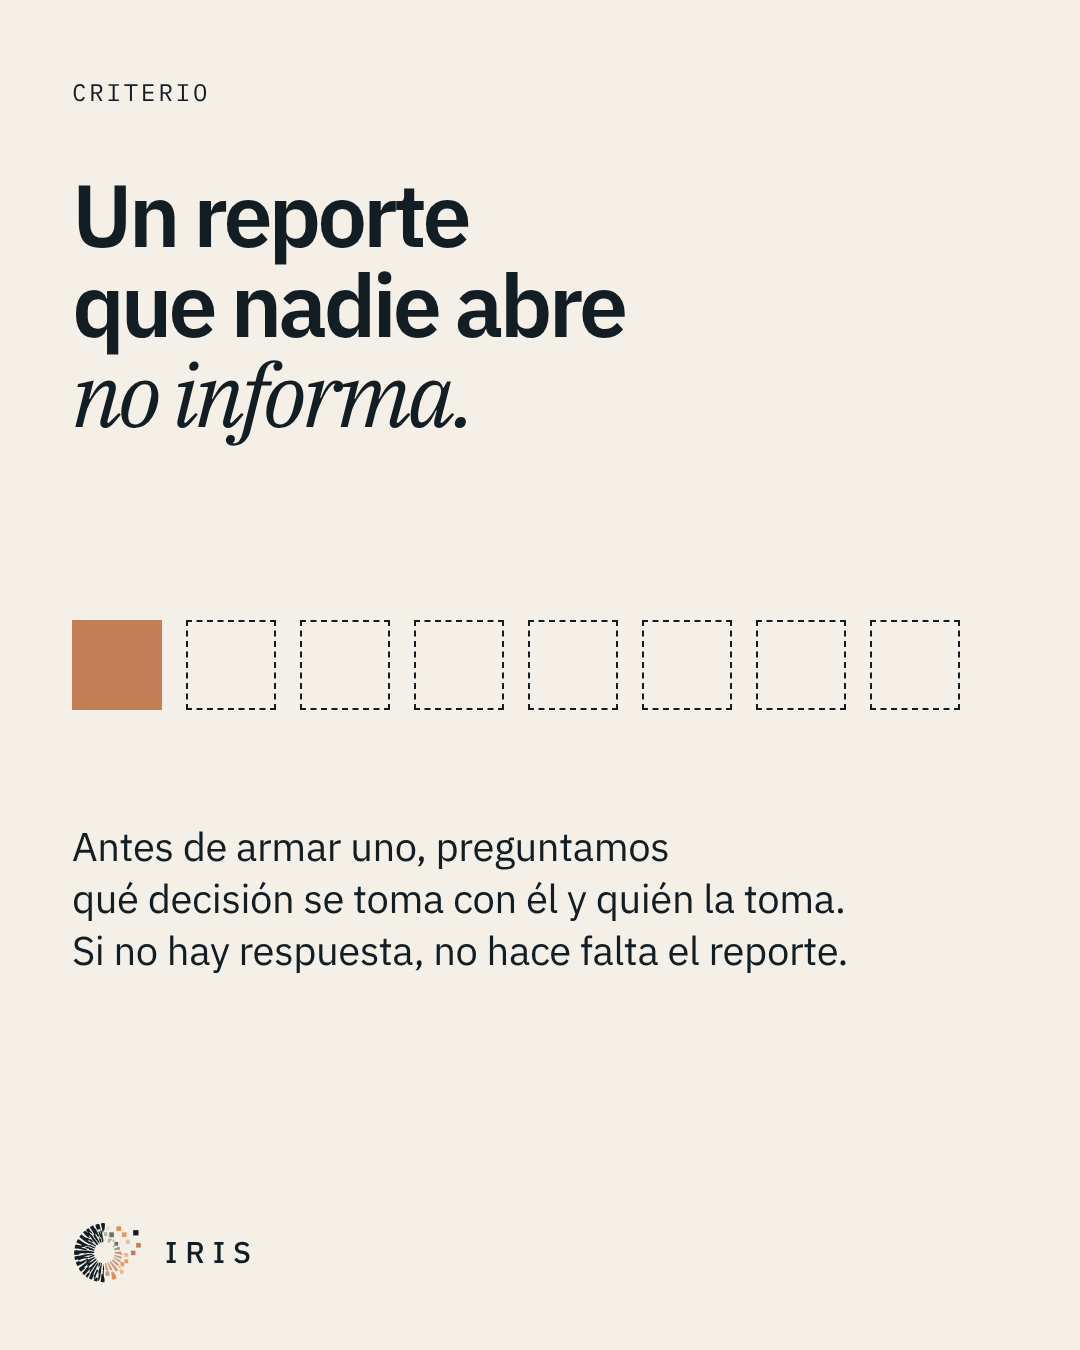 CRITERIO
Un reporte
que nadie abre
no informa.
Antes de armar uno, preguntamos
qué decisión se toma con él y quién la toma.
Si no hay respuesta, no hace falta el reporte.
IRIS